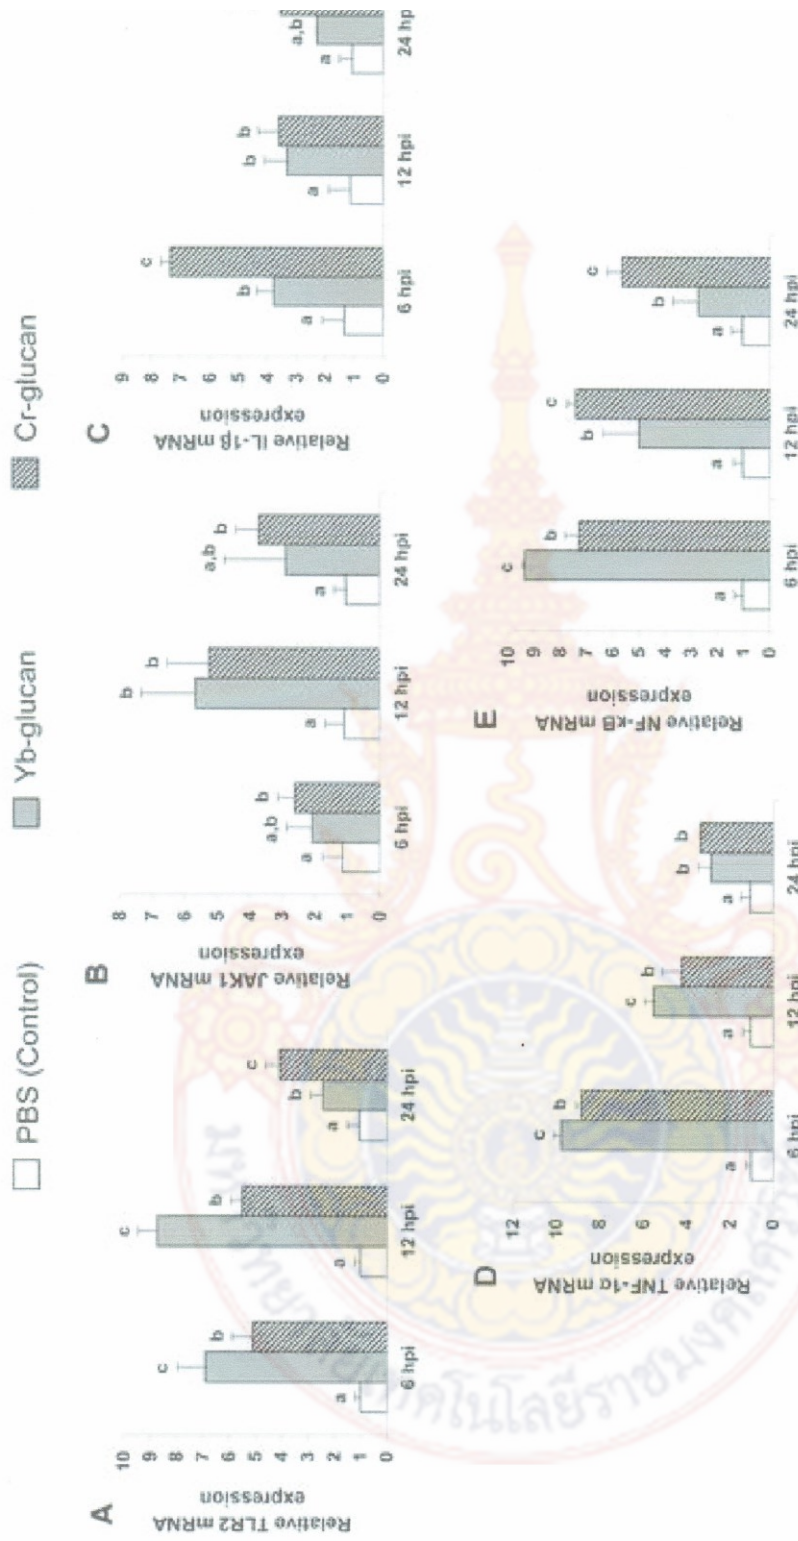 PBS (Control) Yb-glucan Cr-glucan
A
Relative TLR2 mRNA
expression
10
9
8
7
6
5
4
3
2
1
0
a c b
a c b
a b c
6 hpi 12 hpi 24 hpi
B
Relative JAK1 mRNA
expression
8
7
6
5
4
3
2
1
0
a a,b b
a b b
a a,b b
6 hpi 12 hpi 24 hpi
C
Relative IL-1β mRNA
expression
9
8
7
6
5
4
3
2
1
0
a b c
a b b
a a,b
6 hpi 12 hpi 24 hpi
D
Relative TNF-1α mRNA
expression
12
10
8
6
4
2
0
a c b
a c b
a b b
6 hpi 12 hpi 24 hpi
E
Relative NF-κB mRNA
expression
10
9
8
7
6
5
4
3
2
1
0
a c b
a b c
a b c
6 hpi 12 hpi 24 hpi